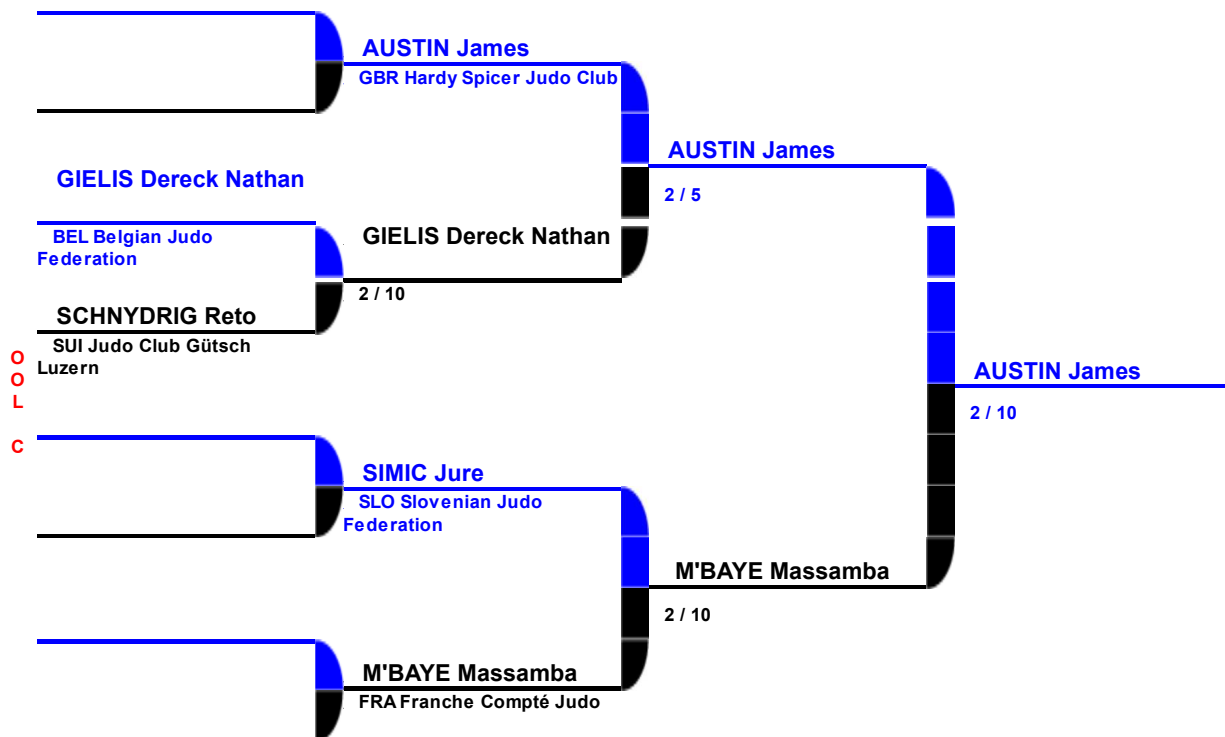 AUSTIN James
GBR Hardy Spicer Judo Club
AUSTIN James
2 / 5
GIELIS Dereck Nathan
BEL Belgian Judo
Federation
GIELIS Dereck Nathan
2 / 10
SCHNYDRIG Reto
SUI Judo Club Gütsch
Luzern
O
O
L
C
AUSTIN James
2 / 10
SIMIC Jure
SLO Slovenian Judo
Federation
M'BAYE Massamba
2 / 10
M'BAYE Massamba
FRA Franche Compté Judo